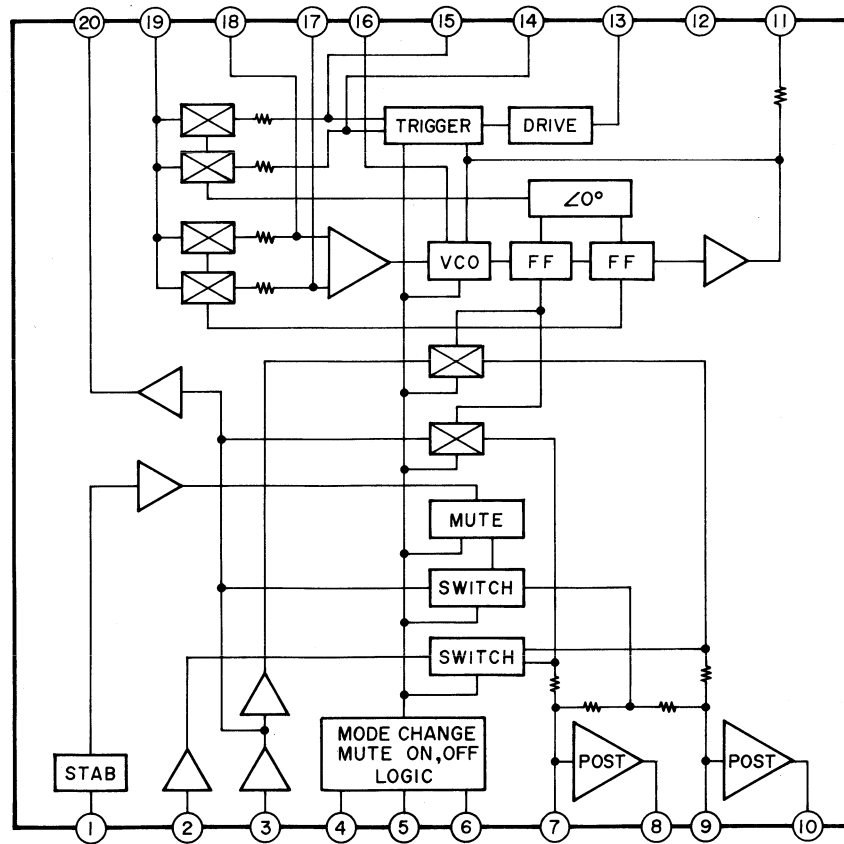 20 19 18 17 16 15 14 13 12 11
TRIGGER DRIVE
∠0°
VCO FF FF
MUTE
SWITCH
SWITCH
MODE CHANGE
MUTE ON,OFF
LOGIC
STAB
POST POST
1 2 3 4 5 6 7 8 9 10